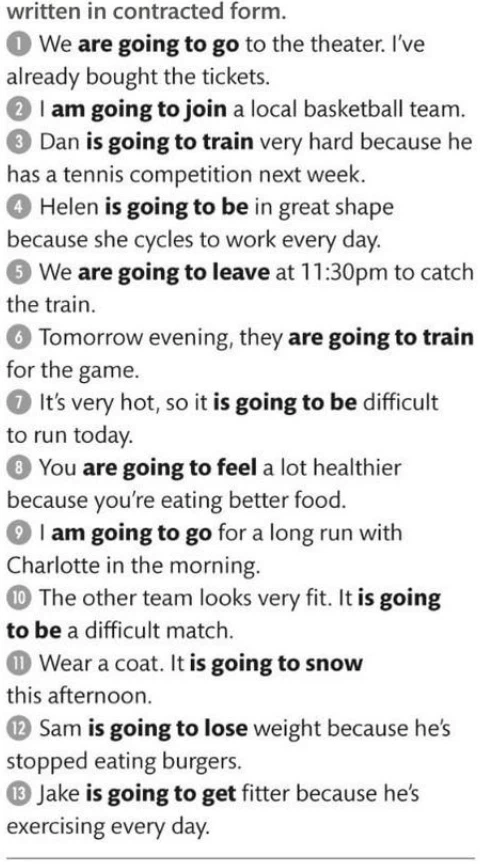 written in contracted form.
1 We are going to go to the theater. I've
already bought the tickets.
2 I am going to join a local basketball team.
3 Dan is going to train very hard because he
has a tennis competition next week.
4 Helen is going to be in great shape
because she cycles to work every day.
5 We are going to leave at 11:30pm to catch
the train.
6 Tomorrow evening, they are going to train
for the game.
7 It's very hot, so it is going to be difficult
to run today.
8 You are going to feel a lot healthier
because you're eating better food.
9 I am going to go for a long run with
Charlotte in the morning.
10 The other team looks very fit. It is going
to be a difficult match.
11 Wear a coat. It is going to snow
this afternoon.
12 Sam is going to lose weight because he's
stopped eating burgers.
13 Jake is going to get fitter because he's
exercising every day.